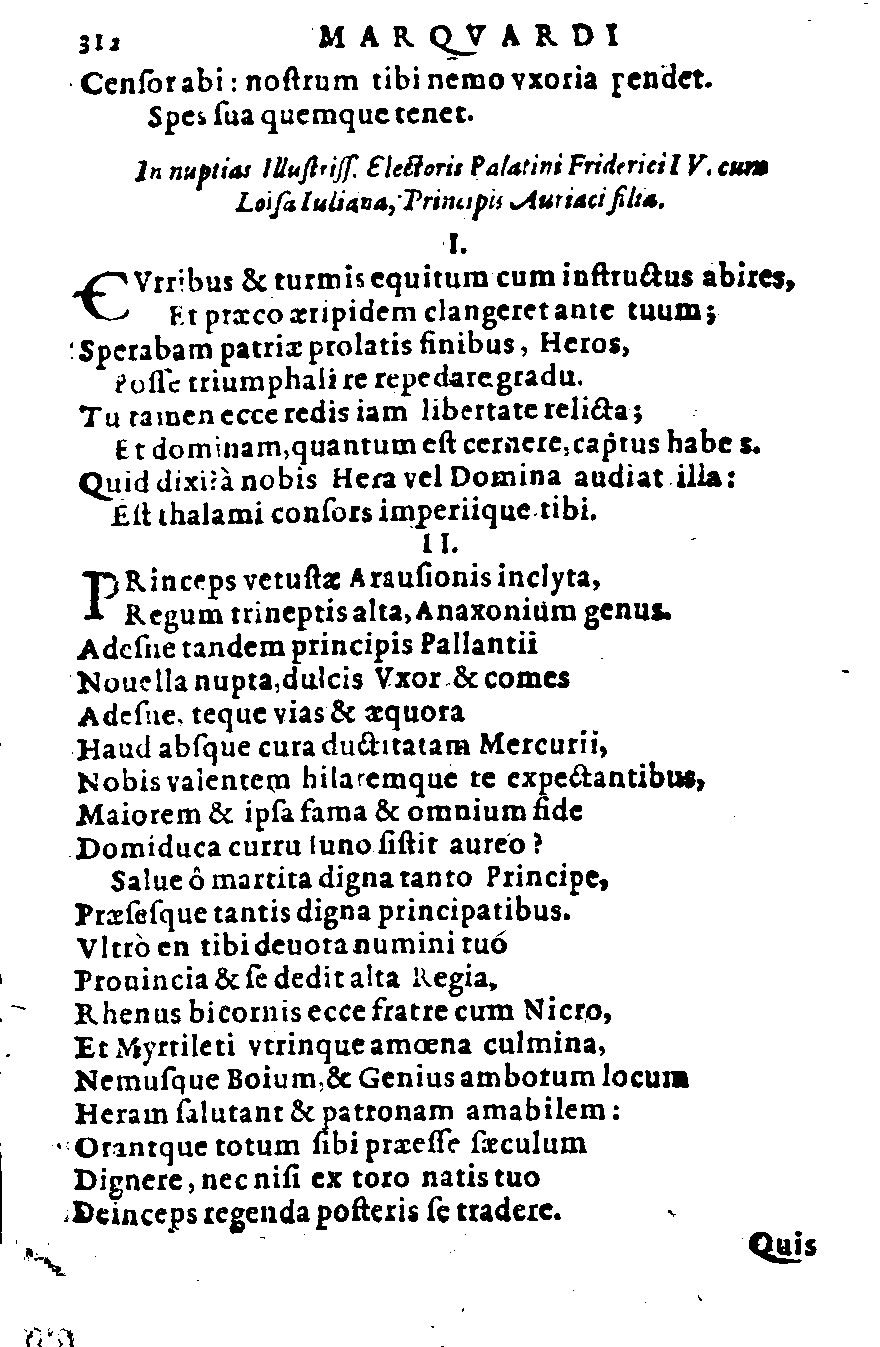 312 MARQVARDI
Cenſor abi : noſtrum tibi nemo vxoria pendet.
Spes ſua quemque tenet.
In nuptias Illuſtriſſ. Electoris Palatini Friderici IV. cum
Loiſa Iuliana, Principis Auriaci filia.
I.
CVrribus & turmis equitum cum inſtructus abires,
Et præco æripidem clangeret ante tuum;
Sperabam patriæ prolatis finibus, Heros,
Poſſe triumphali re repedare gradu.
Tu tamen ecce redis iam libertate relicta;
Et dominam, quantum eſt cernere, captus habes.
Quid dixi? à nobis Hera vel Domina audiat illa:
Eſt thalami conſors imperiique tibi.
II.
PRinceps vetuſtæ Arauſionis inclyta,
Regum trineptis alta, Anaxonium genus.
Adeſne tandem principis Pallantii
Nouella nupta, dulcis Vxor & comes
Adeſne, teque vias & æquora
Haud abſque cura ductitatam Mercurii,
Nobis valentem hilaremque te expectantibus,
Maiorem & ipſa fama & omnium fide
Domiduca curru Iuno ſiſtit aureo?
Salue ô martita digna tanto Principe,
Præſeſque tantis digna principatibus.
Vltrò en tibi deuota numini tuó
Prouincia & ſe dedit alta Regia,
Rhenus bicornis ecce fratre cum Nicro,
Et Myrtileti vtrinque amœna culmina,
Nemuſque Boium, & Genius amborum locum
Heram ſalutant & patronam amabilem:
Orantque totum ſibi præeſſe ſæculum
Dignere, nec niſi ex toro natis tuo
Deinceps regenda poſteris ſe tradere.
Quis